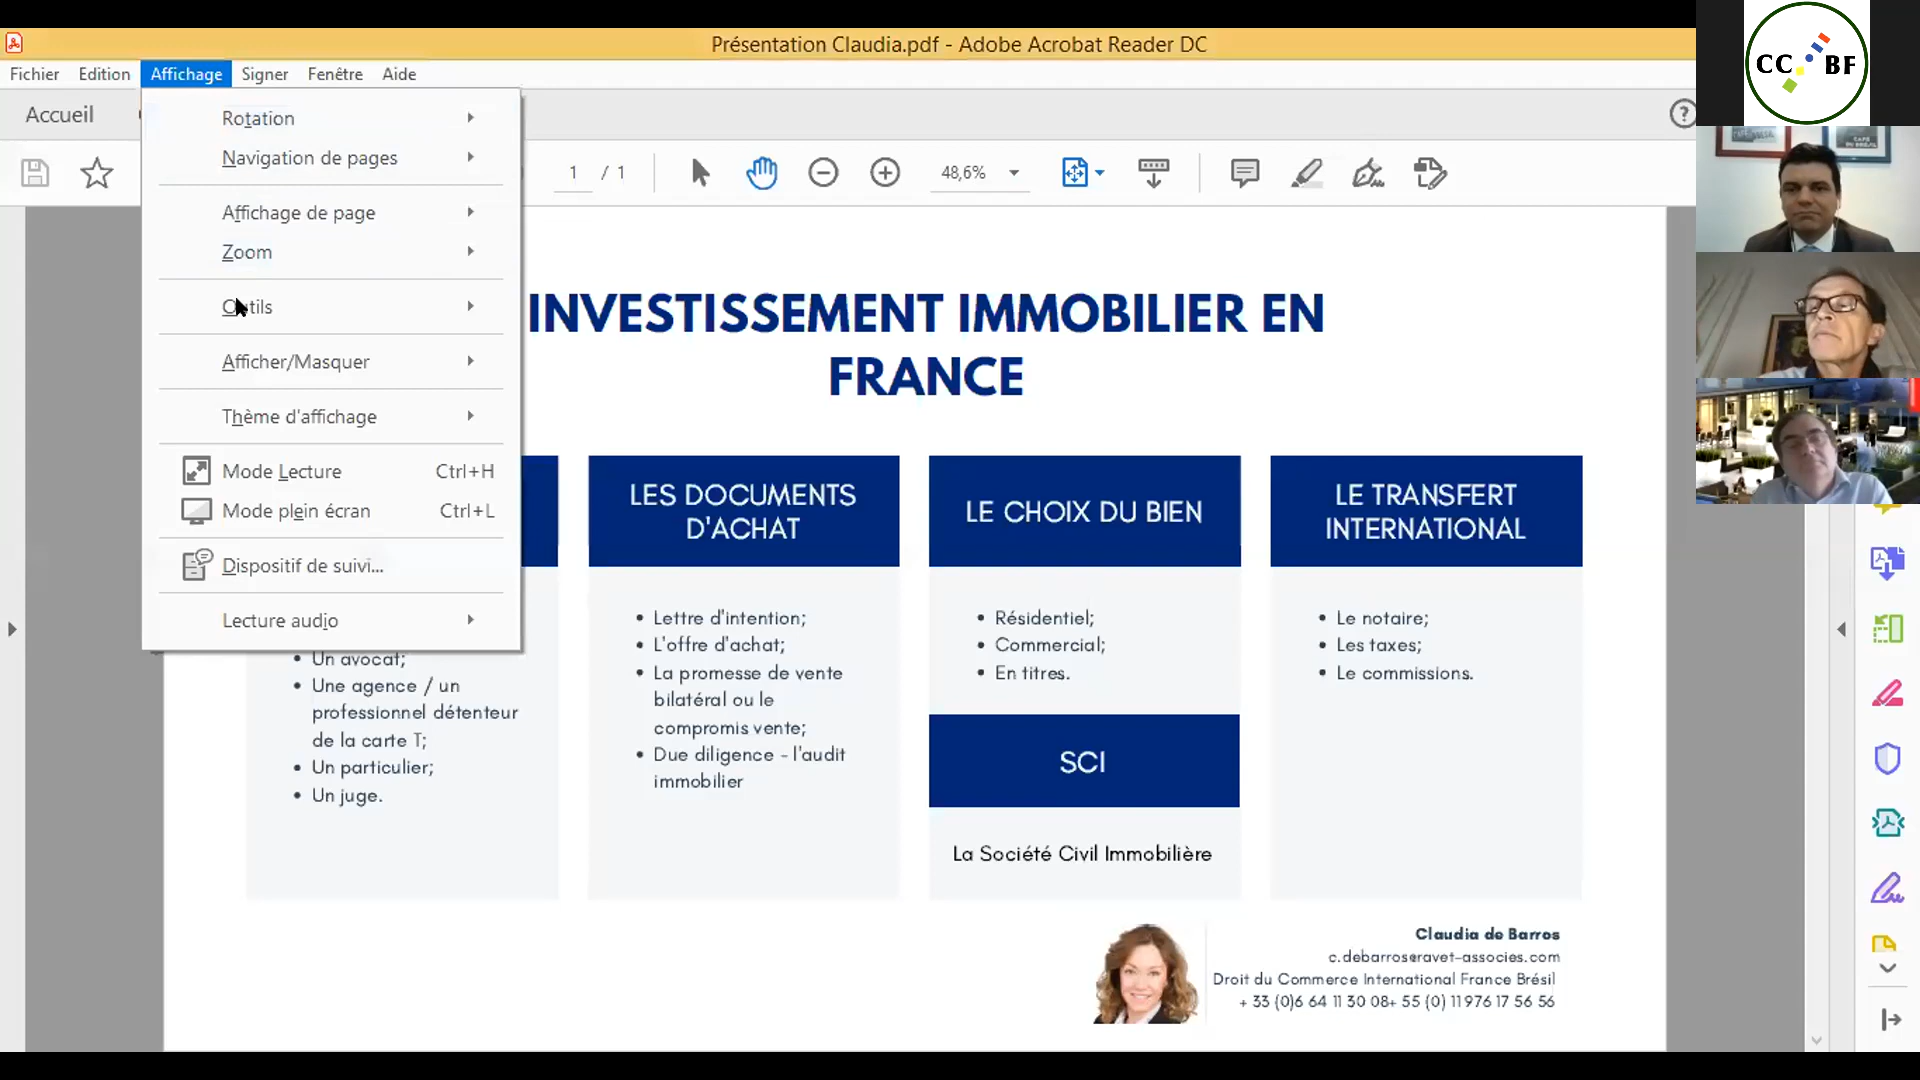 Présentation Claudia.pdf - Adobe Acrobat Reader DC
Fichier Edition Affichage Signer Fenêtre Aide
Accueil
Rotation
Navigation de pages
Affichage de page
Zoom
Outils
Afficher/Masquer
Thème d'affichage
Mode Lecture Ctrl+H
Mode plein écran Ctrl+L
Dispositif de suivi...
Lecture audio
1 / 1
48,6%
CC BF
INVESTISSEMENT IMMOBILIER EN
FRANCE
• Un avocat;
• Une agence / un
professionnel détenteur
de la carte T;
• Un particulier;
• Un juge.
LES DOCUMENTS
D'ACHAT
• Lettre d'intention;
• L'offre d'achat;
• La promesse de vente
bilatéral ou le
compromis vente;
• Due diligence - l'audit
immobilier
LE CHOIX DU BIEN
• Résidentiel;
• Commercial;
• En titres.
SCI
La Société Civil Immobilière
LE TRANSFERT
INTERNATIONAL
• Le notaire;
• Les taxes;
• Le commissions.
Claudia de Barros
c.debarros@ravet-associes.com
Droit du Commerce International France Brésil
+ 33 (0)6 64 11 30 08+ 55 (0) 11 976 17 56 56